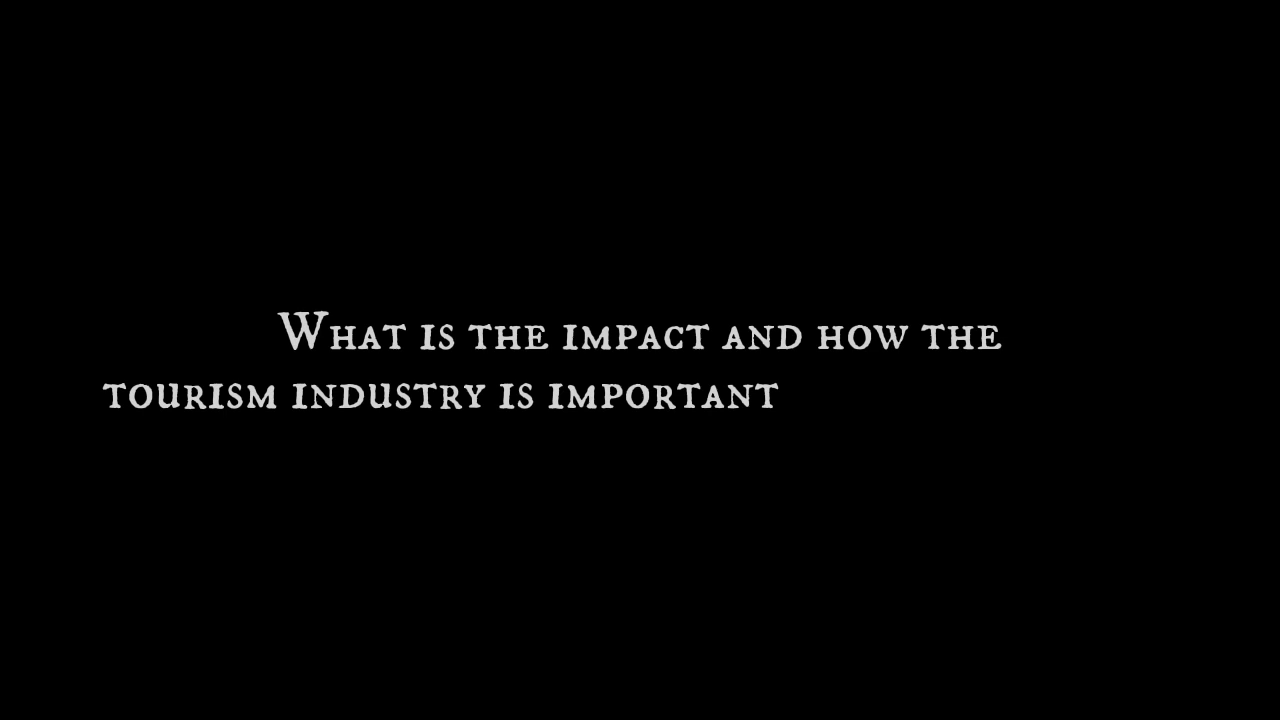 What is the impact and how the
tourism industry is important